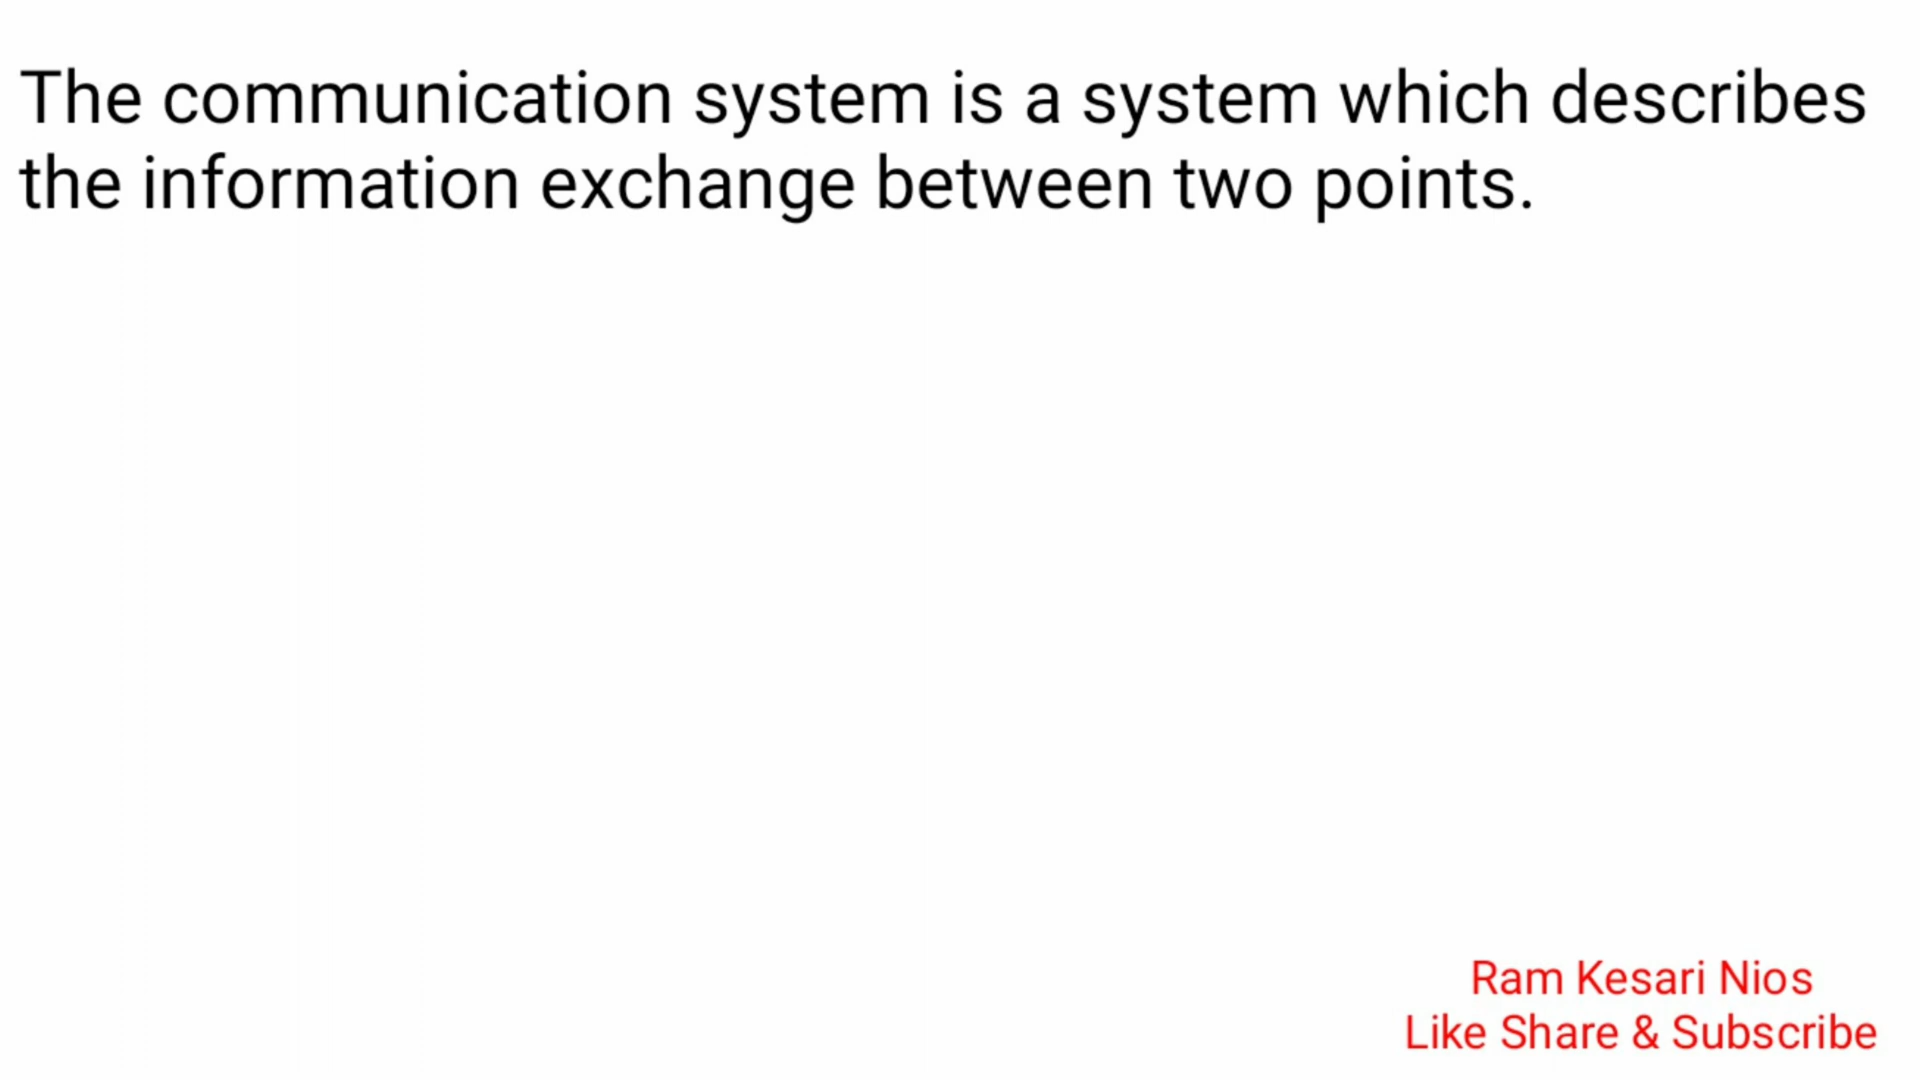 The communication system is a system which describes
the information exchange between two points.
Ram Kesari Nios
Like Share & Subscribe